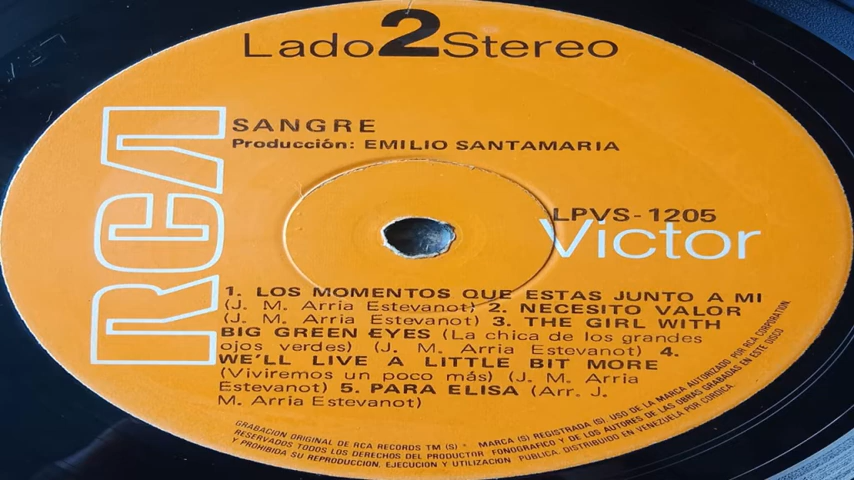 Lado 2 Stereo
RCA
SANGRE
Producción: EMILIO SANTAMARIA
LPVS-1205
Victor
1. LOS MOMENTOS QUE ESTAS JUNTO A MI
(J. M. Arria Estevanot) 2. NECESITO VALOR
(J. M. Arria Estevanot) 3. THE GIRL WITH
BIG GREEN EYES (La chica de los grandes
ojos verdes) (J. M. Arria Estevanot) 4.
WE'LL LIVE A LITTLE BIT MORE
(Viviremos un poco más) (J. M. Arria
Estevanot) 5. PARA ELISA (Arr. J.
M. Arria Estevanot)
GRABACION ORIGINAL DE RCA RECORDS TM (S) • MARCA (S) REGISTRADA (S). USO DE LA MARCA AUTORIZADO POR RCA CORPORATION
RESERVADOS TODOS LOS DERECHOS DEL PRODUCTOR FONOGRAFICO Y DE LOS AUTORES DE LAS OBRAS GRABADAS EN ESTE DISCO
Y PROHIBIDA SU REPRODUCCION, EJECUCION Y UTILIZACION PUBLICA. DISTRIBUIDO EN VENEZUELA POR CORDICA.